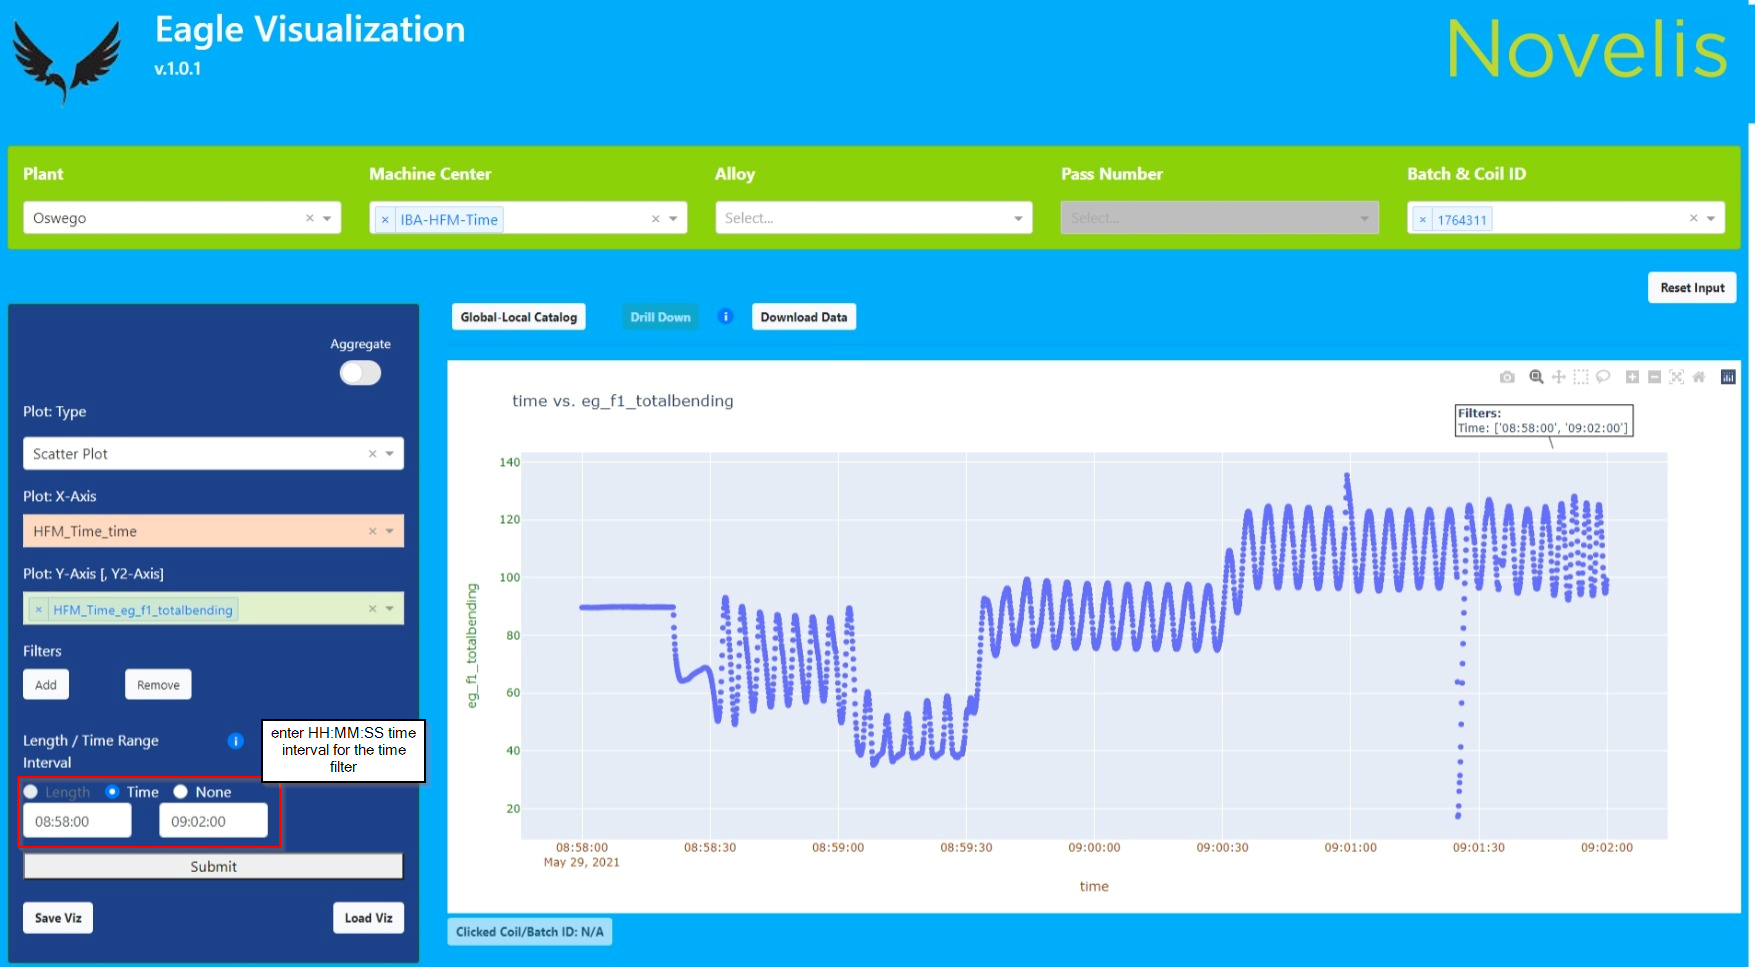 Eagle Visualization
v.1.0.1
Novelis
Plant
Machine Center
Alloy
Pass Number
Batch & Coil ID
Oswego
× IBA-HFM-Time
Select...
Select...
× 1764311
Reset Input
Global-Local Catalog
Drill Down
i
Download Data
Aggregate
Plot: Type
Scatter Plot
Plot: X-Axis
HFM_Time_time
Plot: Y-Axis [, Y2-Axis]
× HFM_Time_eg_f1_totalbending
Filters
Add
Remove
Length / Time Range
Interval
i
enter HH:MM:SS time
interval for the time
filter
Length
Time
None
08:58:00
09:02:00
Submit
Save Viz
Load Viz
time vs. eg_f1_totalbending
Filters:
Time: ['08:58:00', '09:02:00']
eg_f1_totalbending
140
120
100
80
60
40
20
08:58:00
May 29, 2021
08:58:30
08:59:00
08:59:30
09:00:00
09:00:30
09:01:00
09:01:30
09:02:00
time
Clicked Coil/Batch ID: N/A